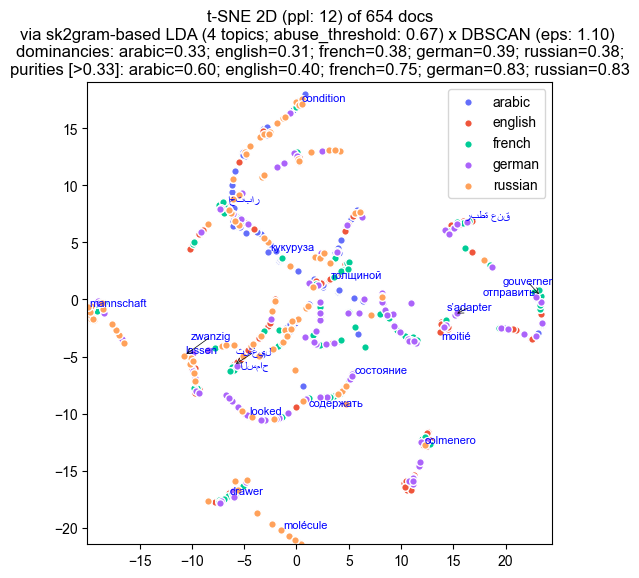 t-SNE 2D (ppl: 12) of 654 docs
via sk2gram-based LDA (4 topics; abuse_threshold: 0.67) x DBSCAN (eps: 1.10)
dominancies: arabic=0.33; english=0.31; french=0.38; german=0.39; russian=0.38;
purities [>0.33]: arabic=0.60; english=0.40; french=0.75; german=0.83; russian=0.83
arabic
english
french
german
russian
condition
ربطة عنق
кукуруза
толщиной
gouverner
отправить
mannschaft
s'adapter
zwanzig
moitié
lassen
состояние
looked
содержать
colmenero
drawer
molécule
15
10
5
0
−5
−10
−15
−20
−15
−10
−5
0
5
10
15
20